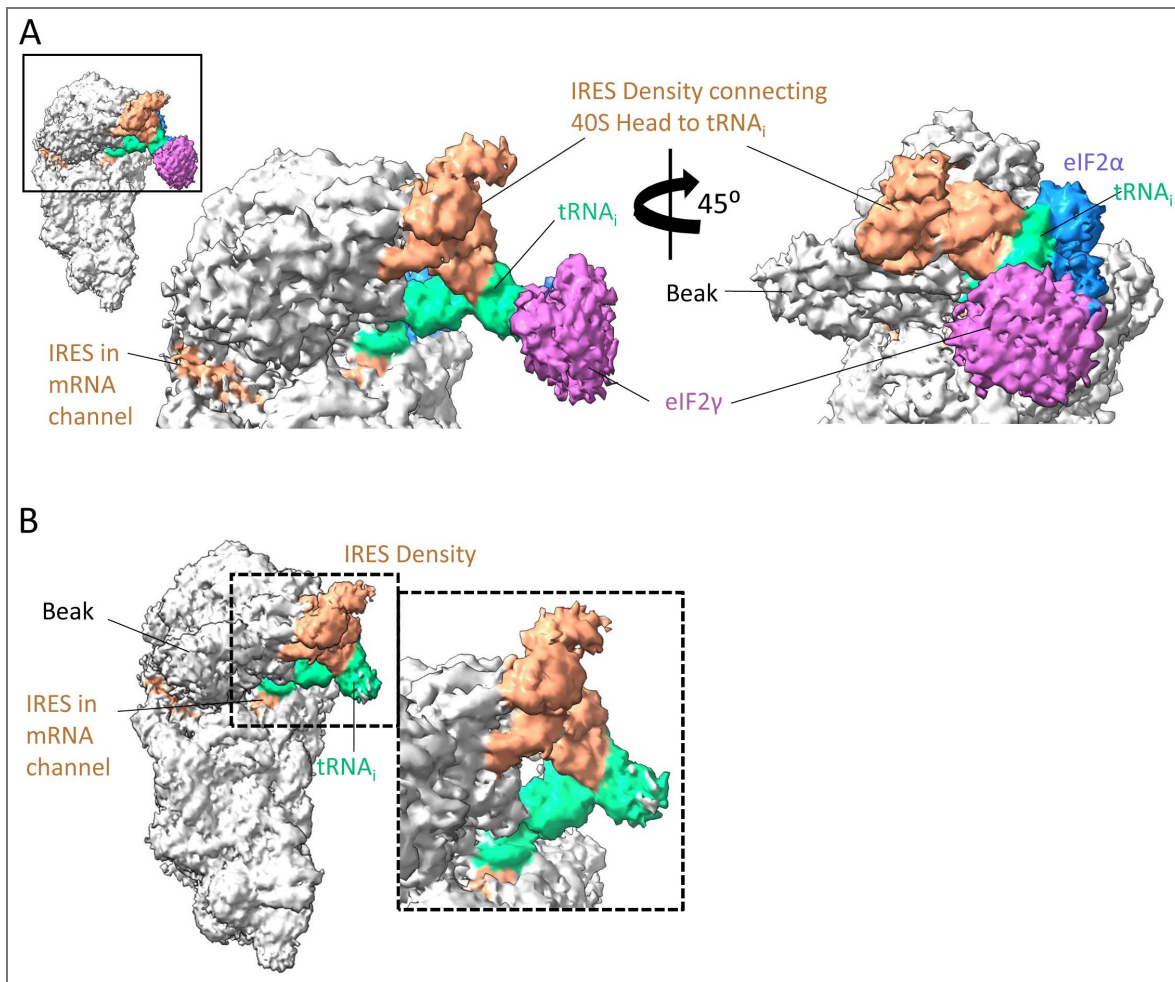 A
IRES Density connecting
40S Head to tRNAi
45º
eIF2α
tRNAi
tRNAi
Beak
IRES in
mRNA
channel
eIF2γ
B
IRES Density
Beak
IRES in
mRNA
channel
tRNAi